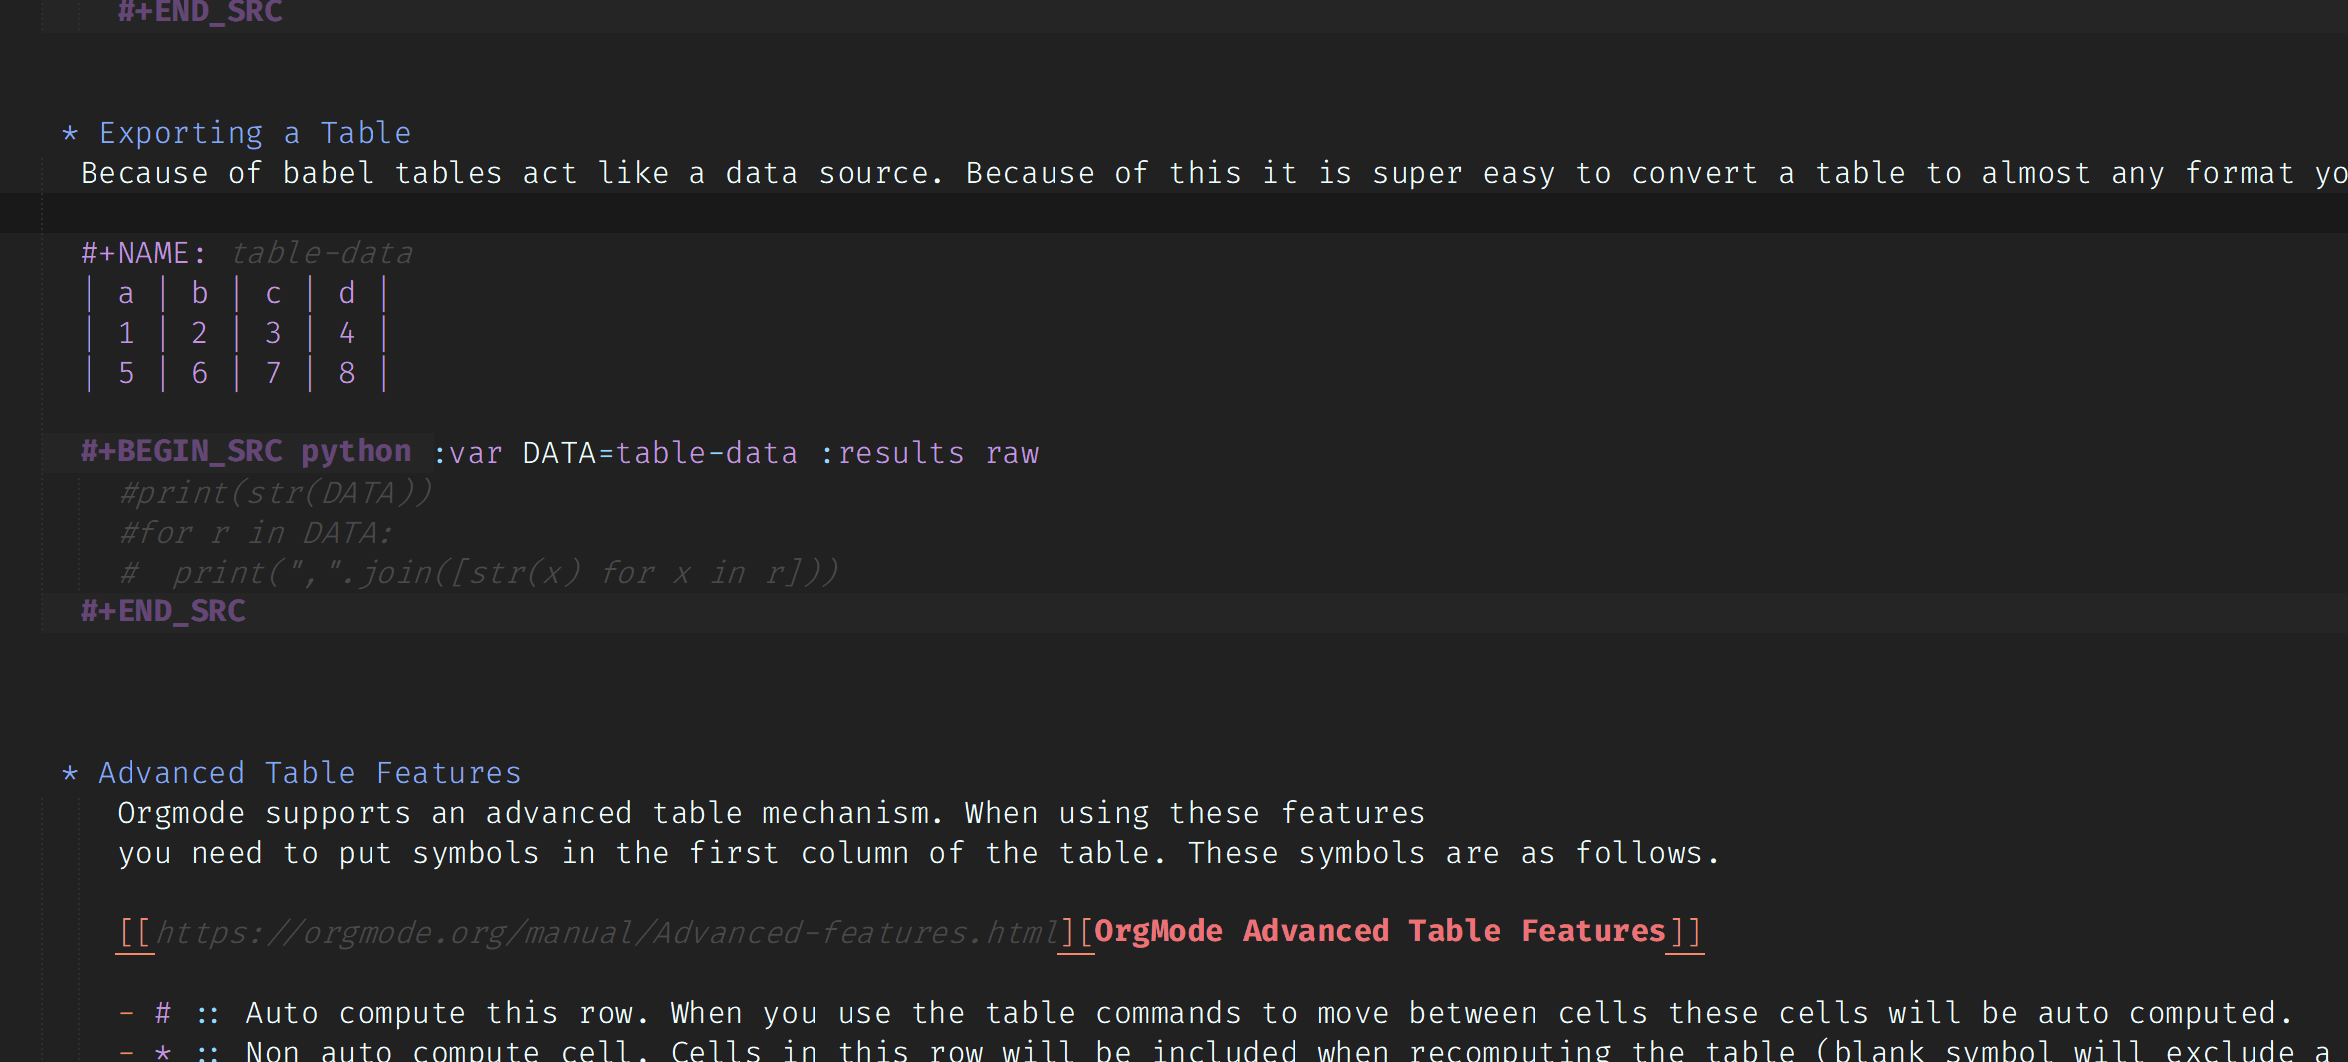 #+END_SRC
* Exporting a Table
Because of babel tables act like a data source. Because of this it is super easy to convert a table to almost any format yo
#+NAME: table-data
| a | b | c | d |
| 1 | 2 | 3 | 4 |
| 5 | 6 | 7 | 8 |
#+BEGIN_SRC python :var DATA=table-data :results raw
#print(str(DATA))
#for r in DATA:
#  print(",".join([str(x) for x in r]))
#+END_SRC
* Advanced Table Features
Orgmode supports an advanced table mechanism. When using these features
you need to put symbols in the first column of the table. These symbols are as follows.
[[https://orgmode.org/manual/Advanced-features.html][OrgMode Advanced Table Features]]
- # :: Auto compute this row. When you use the table commands to move between cells these cells will be auto computed.
- * :: Non auto compute cell. Cells in this row will be included when recomputing the table (blank symbol will exclude a